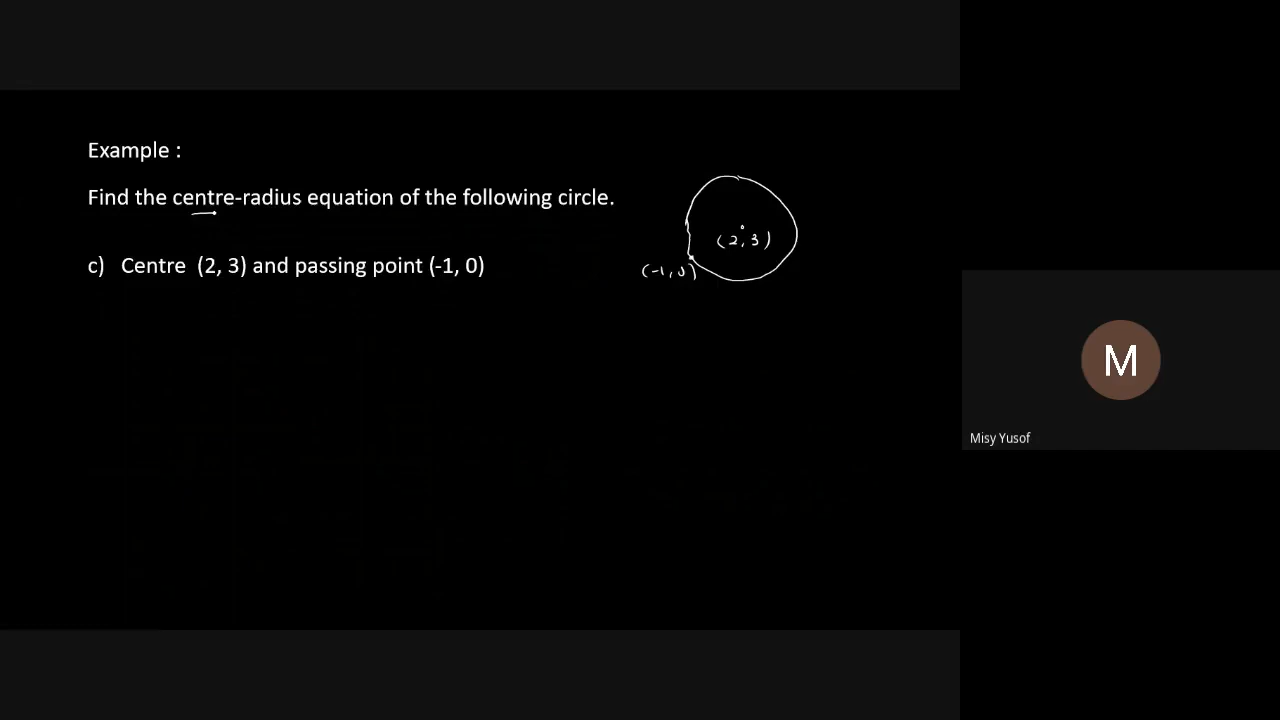 Example :
Find the centre-radius equation of the following circle.
(2, 3)
c) Centre (2, 3) and passing point (-1, 0)
(-1, 0)
M
Misy Yusof